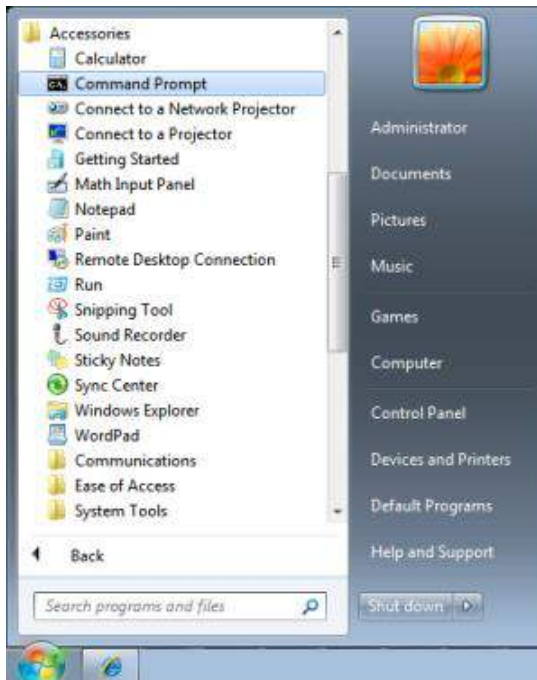 Accessories
Calculator
Command Prompt
Connect to a Network Projector
Connect to a Projector
Getting Started
Math Input Panel
Notepad
Paint
Remote Desktop Connection
Run
Snipping Tool
Sound Recorder
Sticky Notes
Sync Center
Windows Explorer
WordPad
Communications
Ease of Access
System Tools
Back
Search programs and files
Administrator
Documents
Pictures
Music
Games
Computer
Control Panel
Devices and Printers
Default Programs
Help and Support
Shut down